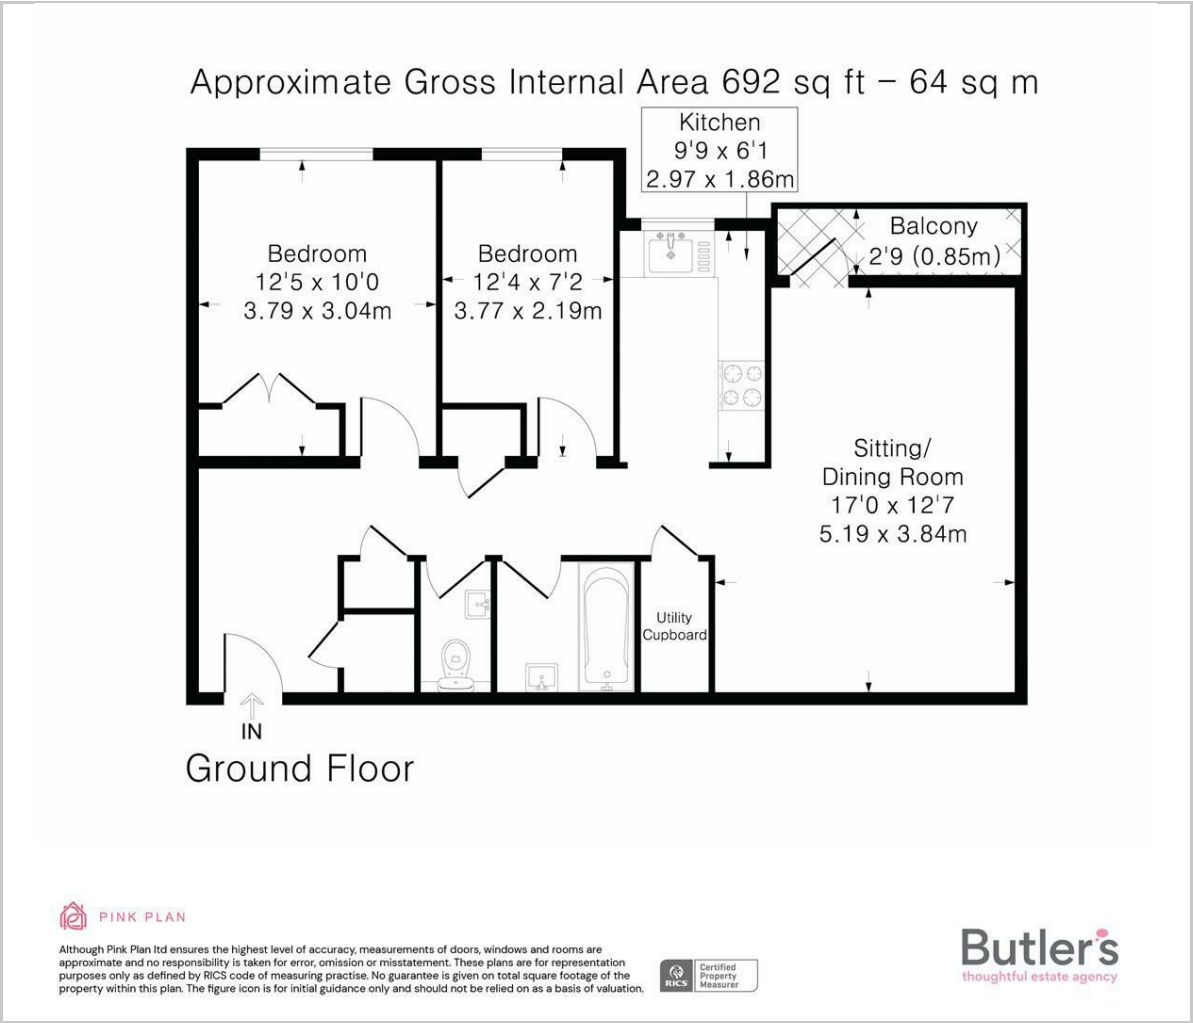 Approximate Gross Internal Area 692 sq ft – 64 sq m
Kitchen
9'9 x 6'1
2.97 x 1.86m
Balcony
2'9 (0.85m)
Bedroom
12'5 x 10'0
3.79 x 3.04m
Bedroom
12'4 x 7'2
3.77 x 2.19m
Sitting/
Dining Room
17'0 x 12'7
5.19 x 3.84m
Utility
Cupboard
IN
Ground Floor
PINK PLAN
Although Pink Plan ltd ensures the highest level of accuracy, measurements of doors, windows and rooms are
approximate and no responsibility is taken for error, omission or misstatement. These plans are for representation
purposes only as defined by RICS code of measuring practise. No guarantee is given on total square footage of the
property within this plan. The figure icon is for initial guidance only and should not be relied on as a basis of valuation.
RICS
Certified
Property
Measurer
Butler's
thoughtful estate agency